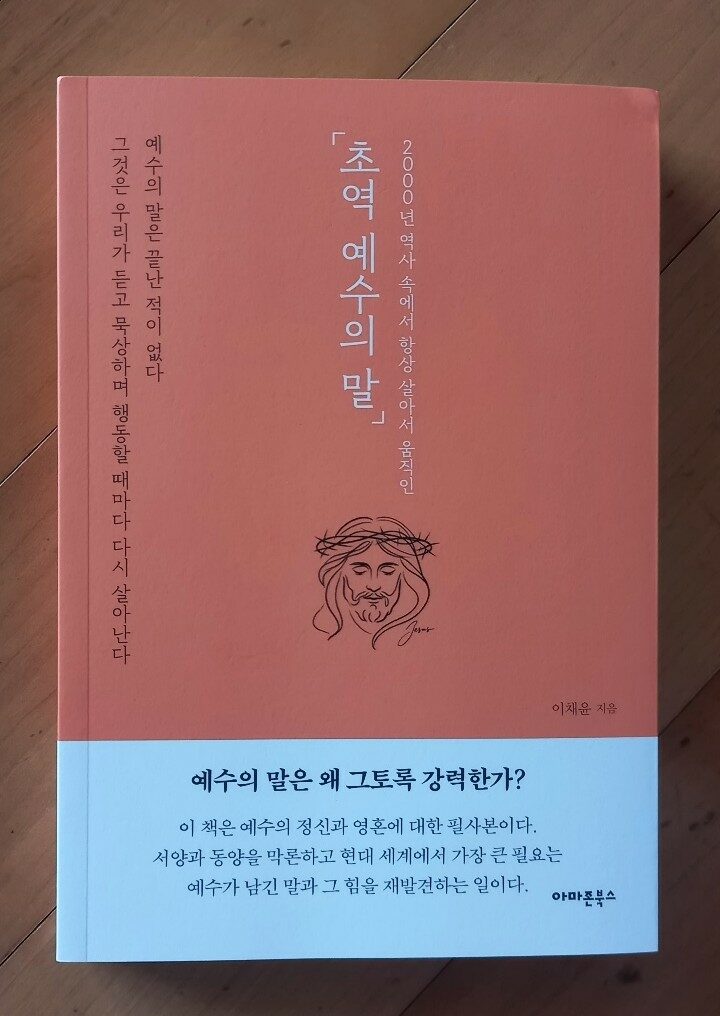 2000년 역사 속에서 항상 살아서 움직인
「초역 예수의 말」
예수의 말은 끝난 적이 없다
그것은 우리가 듣고 묵상하며 행동할 때마다 다시 살아난다
Jesus
이채윤 지음
예수의 말은 왜 그토록 강력한가?
이 책은 예수의 정신과 영혼에 대한 필사본이다.
서양과 동양을 막론하고 현대 세계에서 가장 큰 필요는
예수가 남긴 말과 그 힘을 재발견하는 일이다.
아마존북스